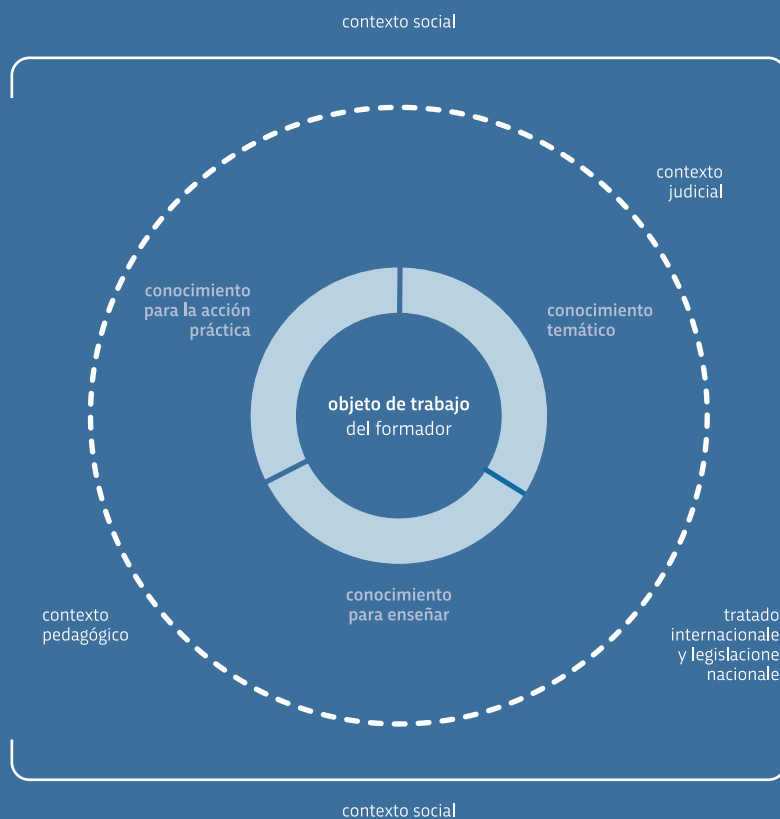 contexto social
contexto
judicial
conocimiento
para la acción
práctica
conocimiento
temático
objeto de trabajo
del formador
conocimiento
para enseñar
contexto
pedagógico
tratado
internacionale
y legislacione
nacionale
contexto social